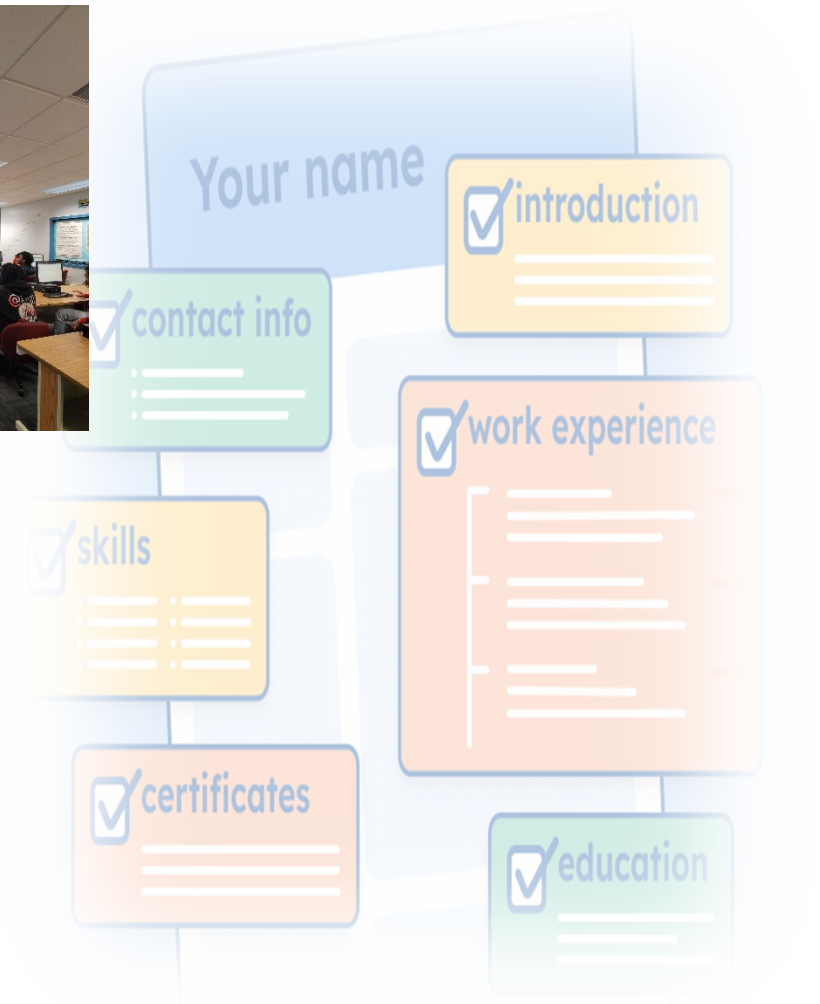 Your name
introduction
contact info
work experience
skills
certificates
education